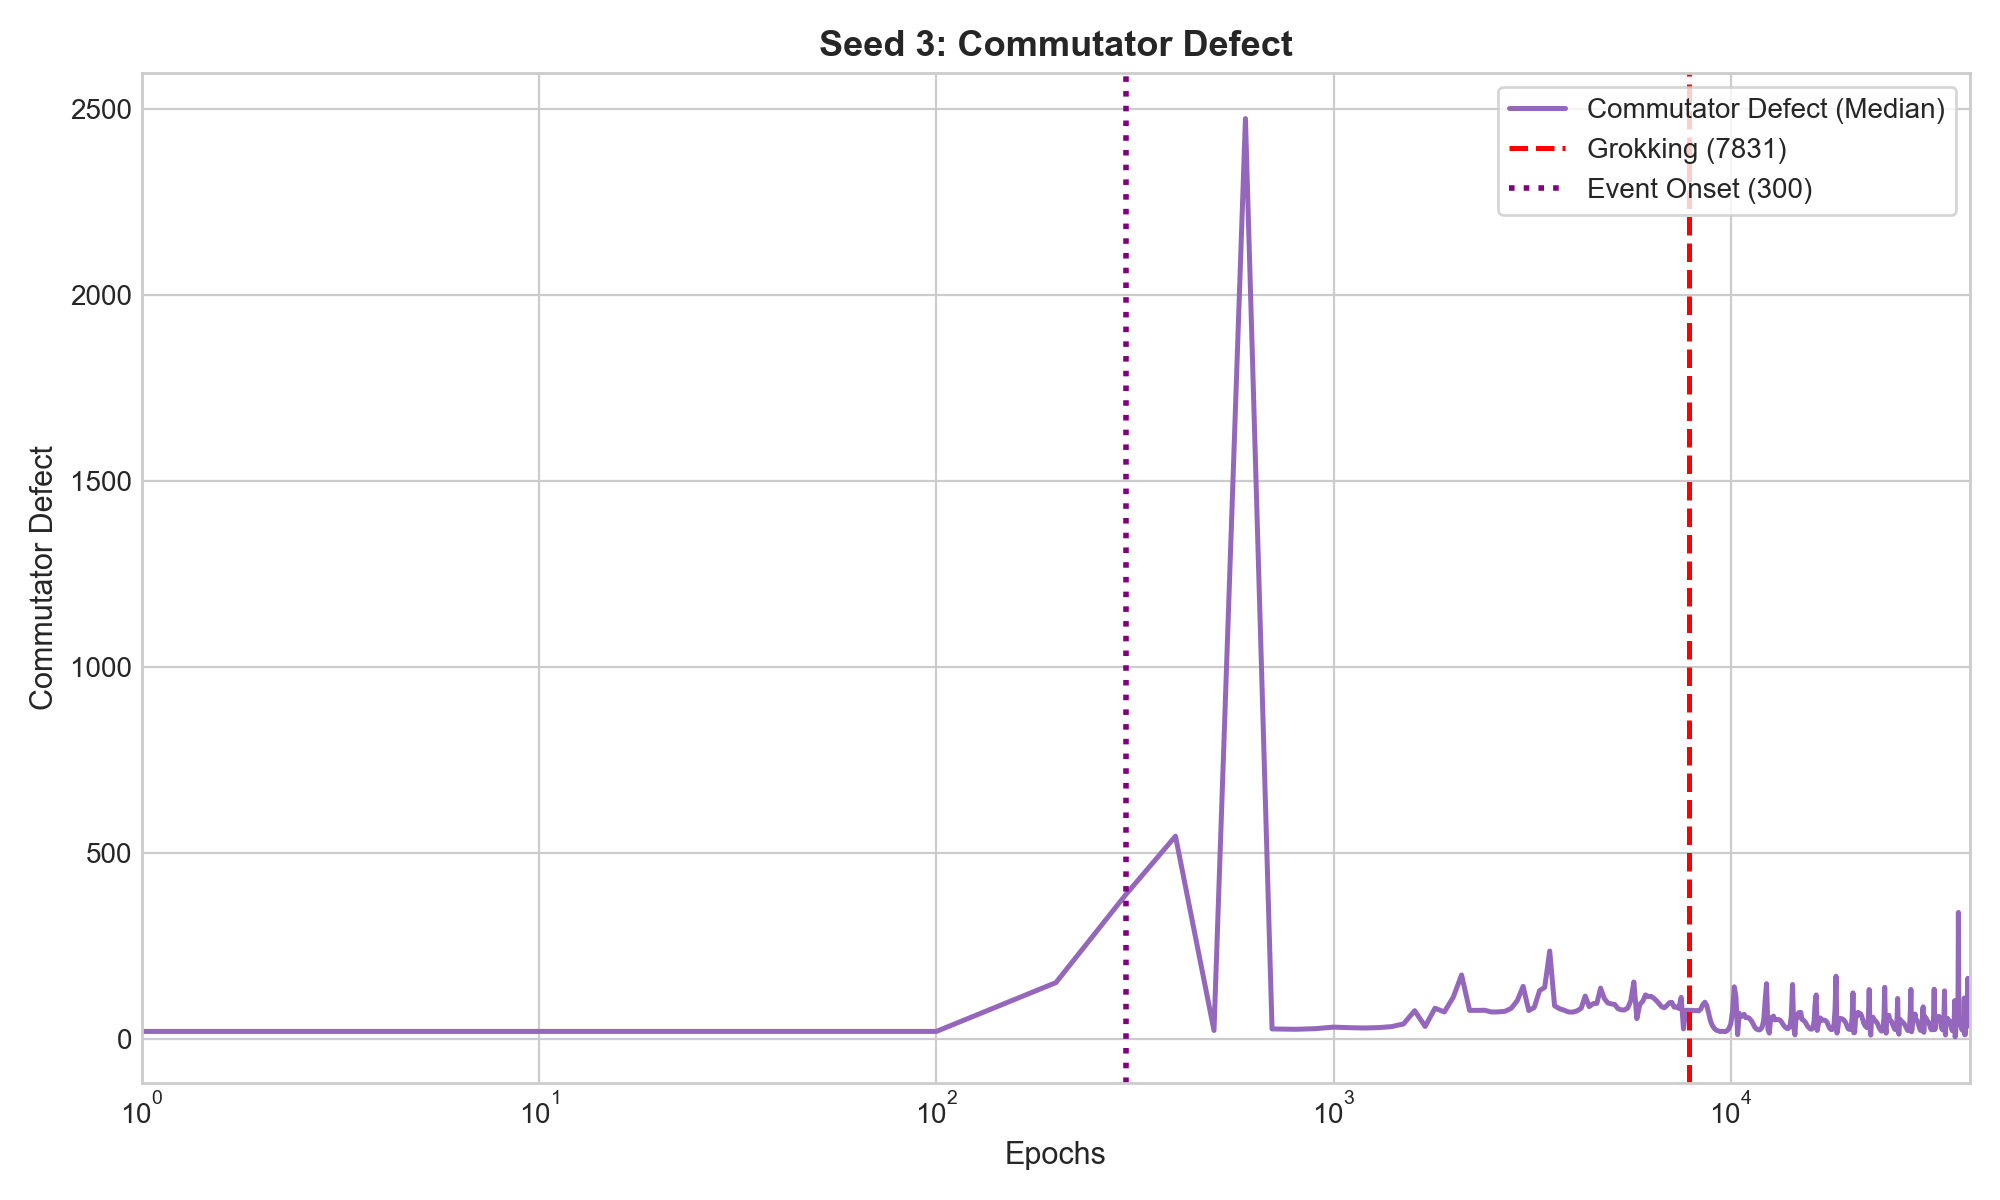 Seed 3: Commutator Defect
Commutator Defect (Median)
Grokking (7831)
Event Onset (300)
2500
2000
1500
1000
500
0
Commutator Defect
10⁰ 10¹ 10² 10³ 10⁴
Epochs